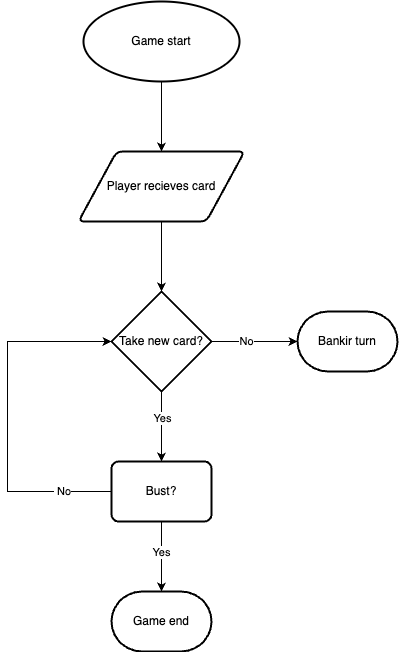 Game start
Player recieves card
Take new card?
No
Bankir turn
Yes
Bust?
No
Yes
Game end